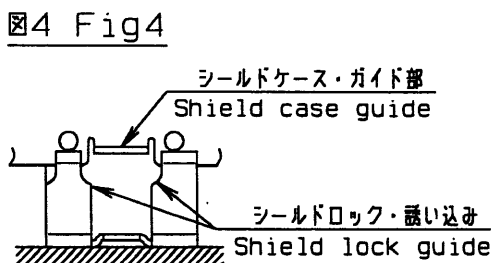 図4 Fig4
シールドケース・ガイド部
Shield case guide
シールドロック・誘い込み
Shield lock guide